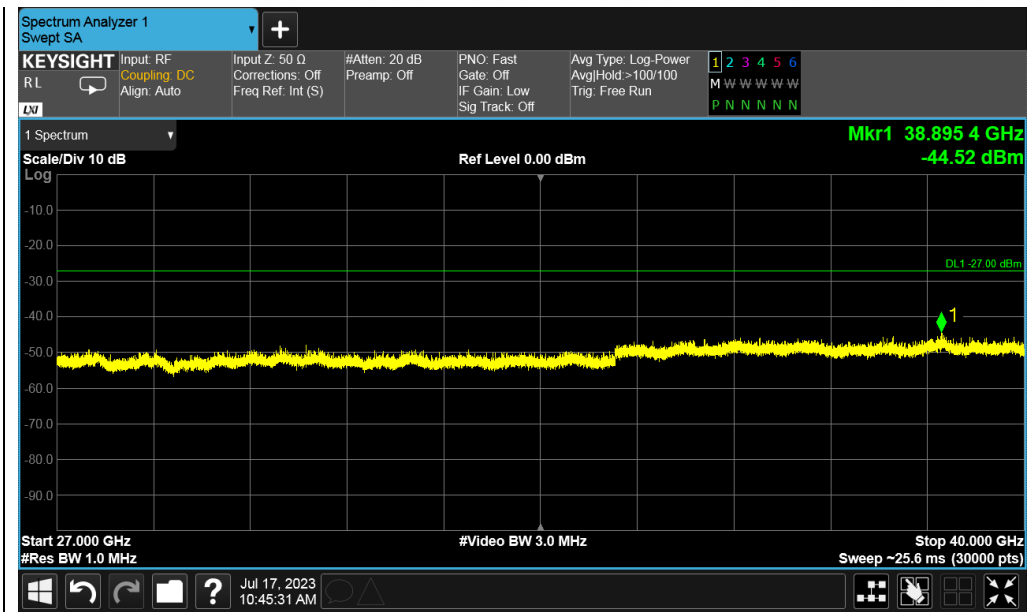 Spectrum Analyzer 1
Swept SA
+
KEYSIGHT
RL
LXI
Input: RF
Coupling: DC
Align: Auto
Input Z: 50 Ω
Corrections: Off
Freq Ref: Int (S)
#Atten: 20 dB
Preamp: Off
PNO: Fast
Gate: Off
IF Gain: Low
Sig Track: Off
Avg Type: Log-Power
Avg|Hold:>100/100
Trig: Free Run
1 2 3 4 5 6
M W W W W W
P N N N N N
1 Spectrum
Mkr1 38.895 4 GHz
Scale/Div 10 dB
Ref Level 0.00 dBm
-44.52 dBm
Log
-10.0
-20.0
DL1 -27.00 dBm
-30.0
-40.0
1
-50.0
-60.0
-70.0
-80.0
-90.0
Start 27.000 GHz
#Video BW 3.0 MHz
Stop 40.000 GHz
#Res BW 1.0 MHz
Sweep ~25.6 ms (30000 pts)
?
Jul 17, 2023
10:45:31 AM